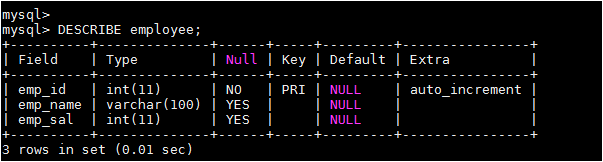 mysql>
mysql> DESCRIBE employee;
+----------+--------------+------+-----+---------+----------------+
| Field    | Type         | Null | Key | Default | Extra          |
+----------+--------------+------+-----+---------+----------------+
| emp_id   | int(11)      | NO   | PRI | NULL    | auto_increment |
| emp_name | varchar(100) | YES  |     | NULL    |                |
| emp_sal  | int(11)      | YES  |     | NULL    |                |
+----------+--------------+------+-----+---------+----------------+
3 rows in set (0.01 sec)